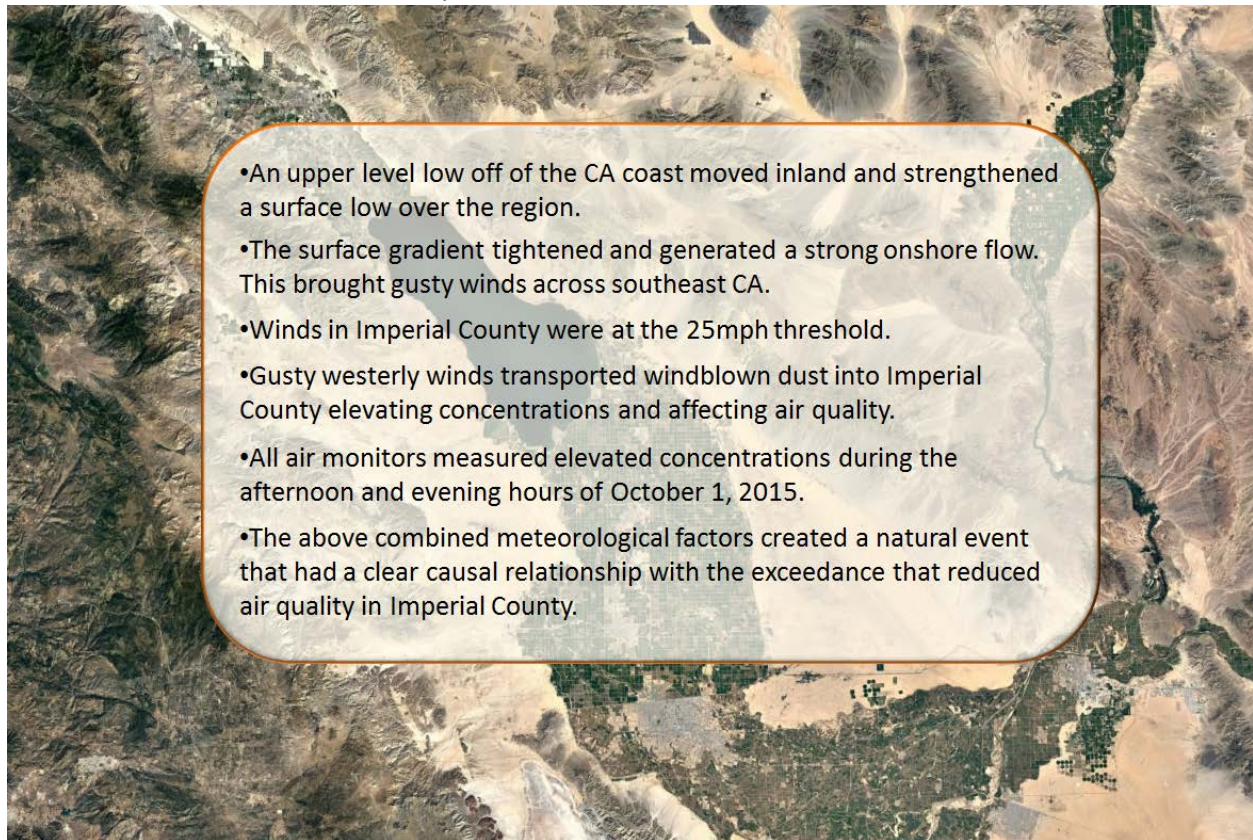 •An upper level low off of the CA coast moved inland and strengthened
a surface low over the region.
•The surface gradient tightened and generated a strong onshore flow.
This brought gusty winds across southeast CA.
•Winds in Imperial County were at the 25mph threshold.
•Gusty westerly winds transported windblown dust into Imperial
County elevating concentrations and affecting air quality.
•All air monitors measured elevated concentrations during the
afternoon and evening hours of October 1, 2015.
•The above combined meteorological factors created a natural event
that had a clear causal relationship with the exceedance that reduced
air quality in Imperial County.